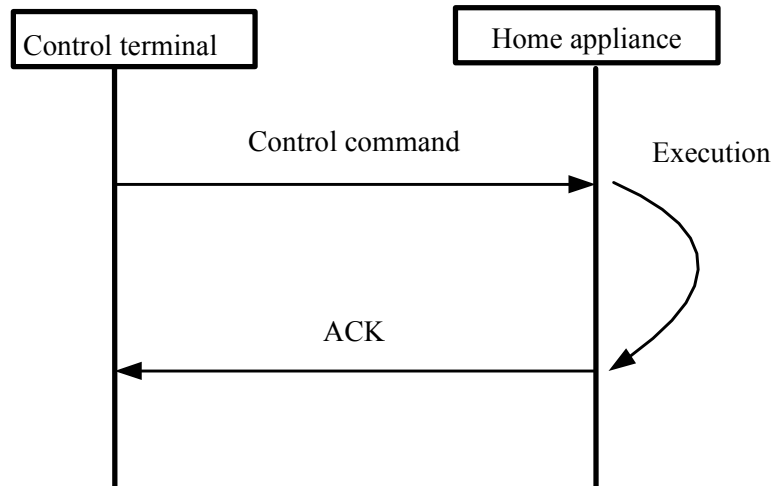 Control terminal
Home appliance
Control command
Execution
ACK